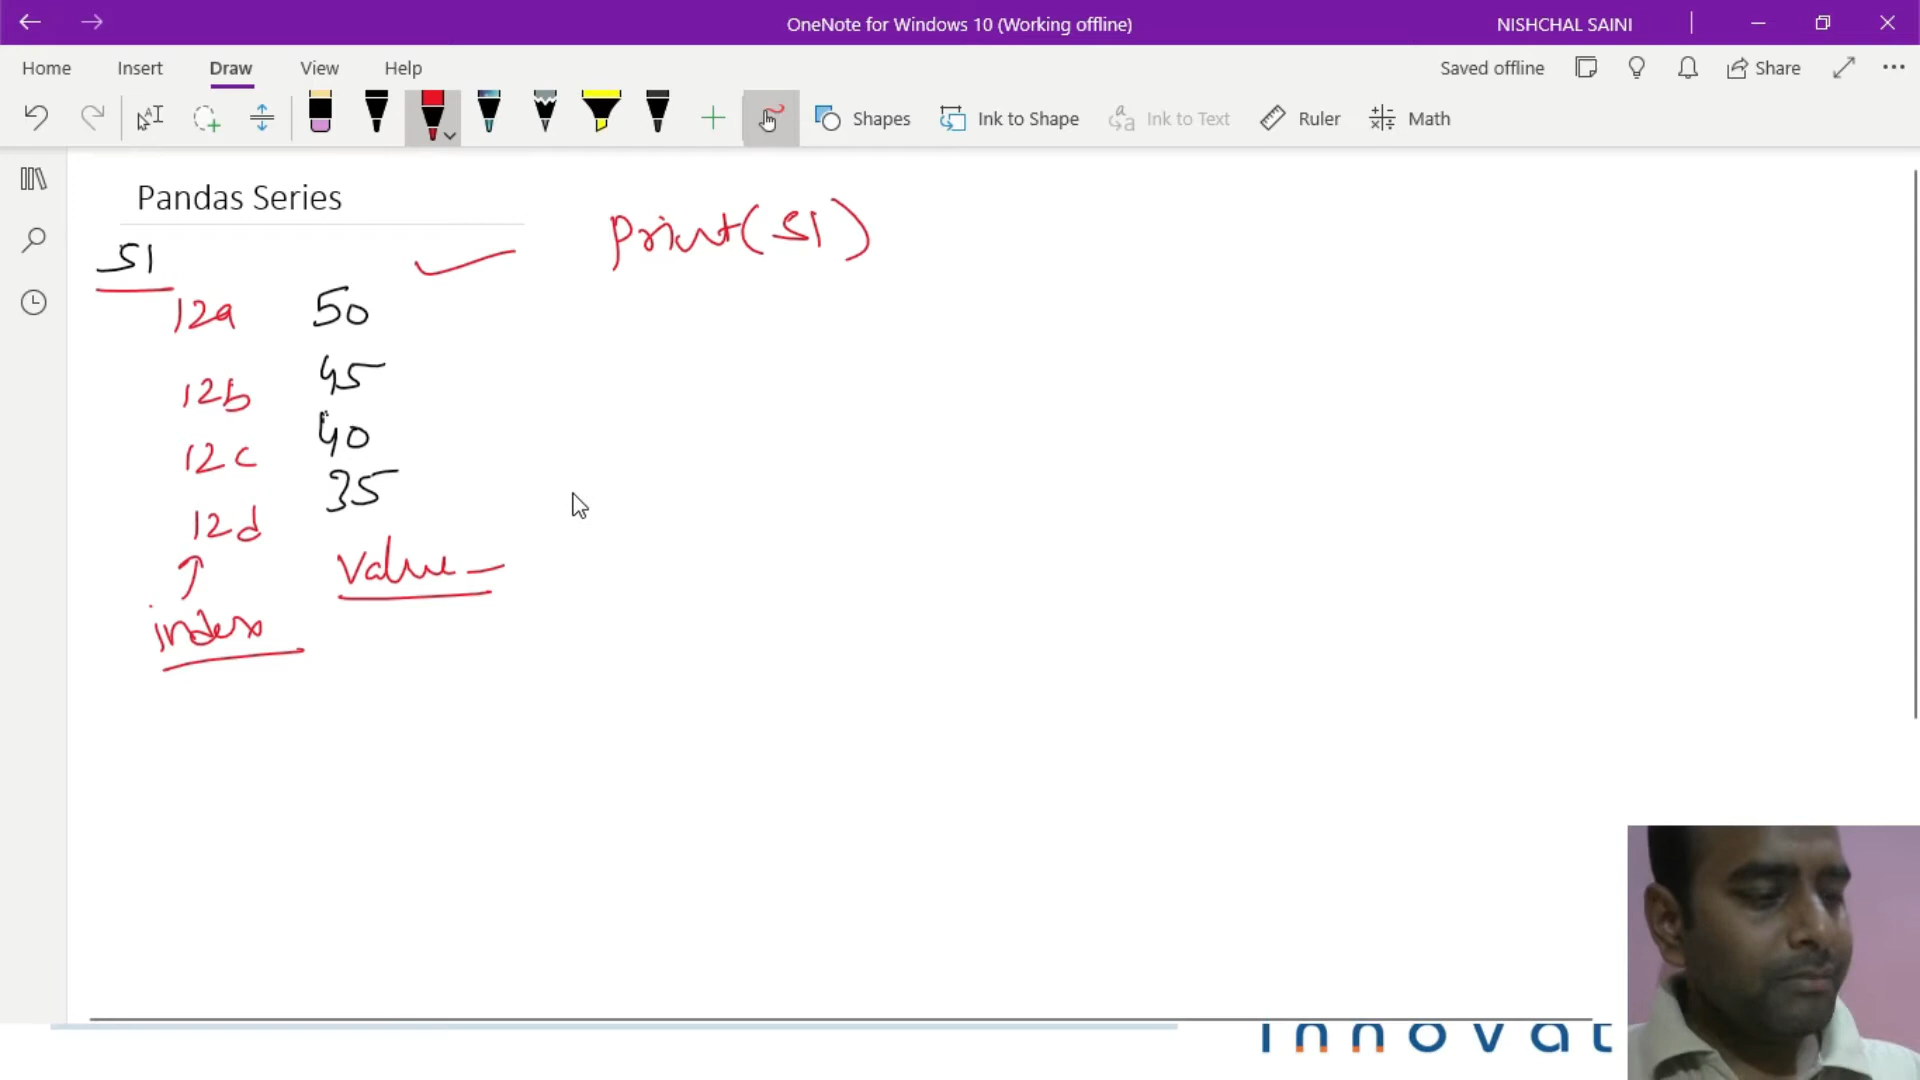 OneNote for Windows 10 (Working offline)
NISHCHAL SAINI
Home Insert Draw View Help
Saved offline
Share
Shapes Ink to Shape Ink to Text Ruler Math
Pandas Series
S1
Print(S1)
12a 50
12b 45
12c 40
12d 35
value
index
innovat